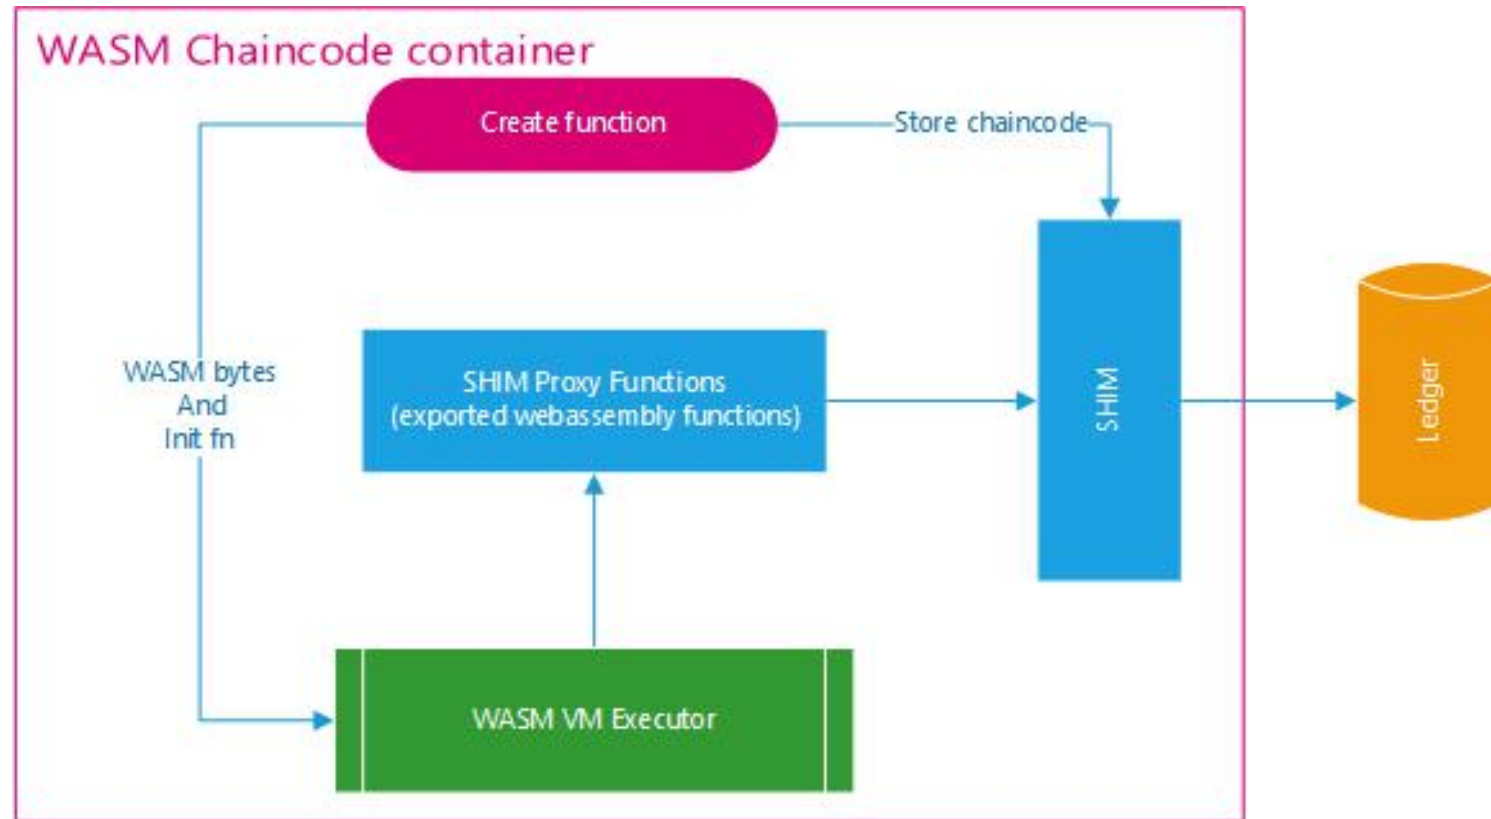 WASM Chaincode container
Create function
Store chaincode
WASM bytes
And
Init fn
SHIM Proxy Functions
(exported webassembly functions)
SHIM
Ledger
WASM VM Executor